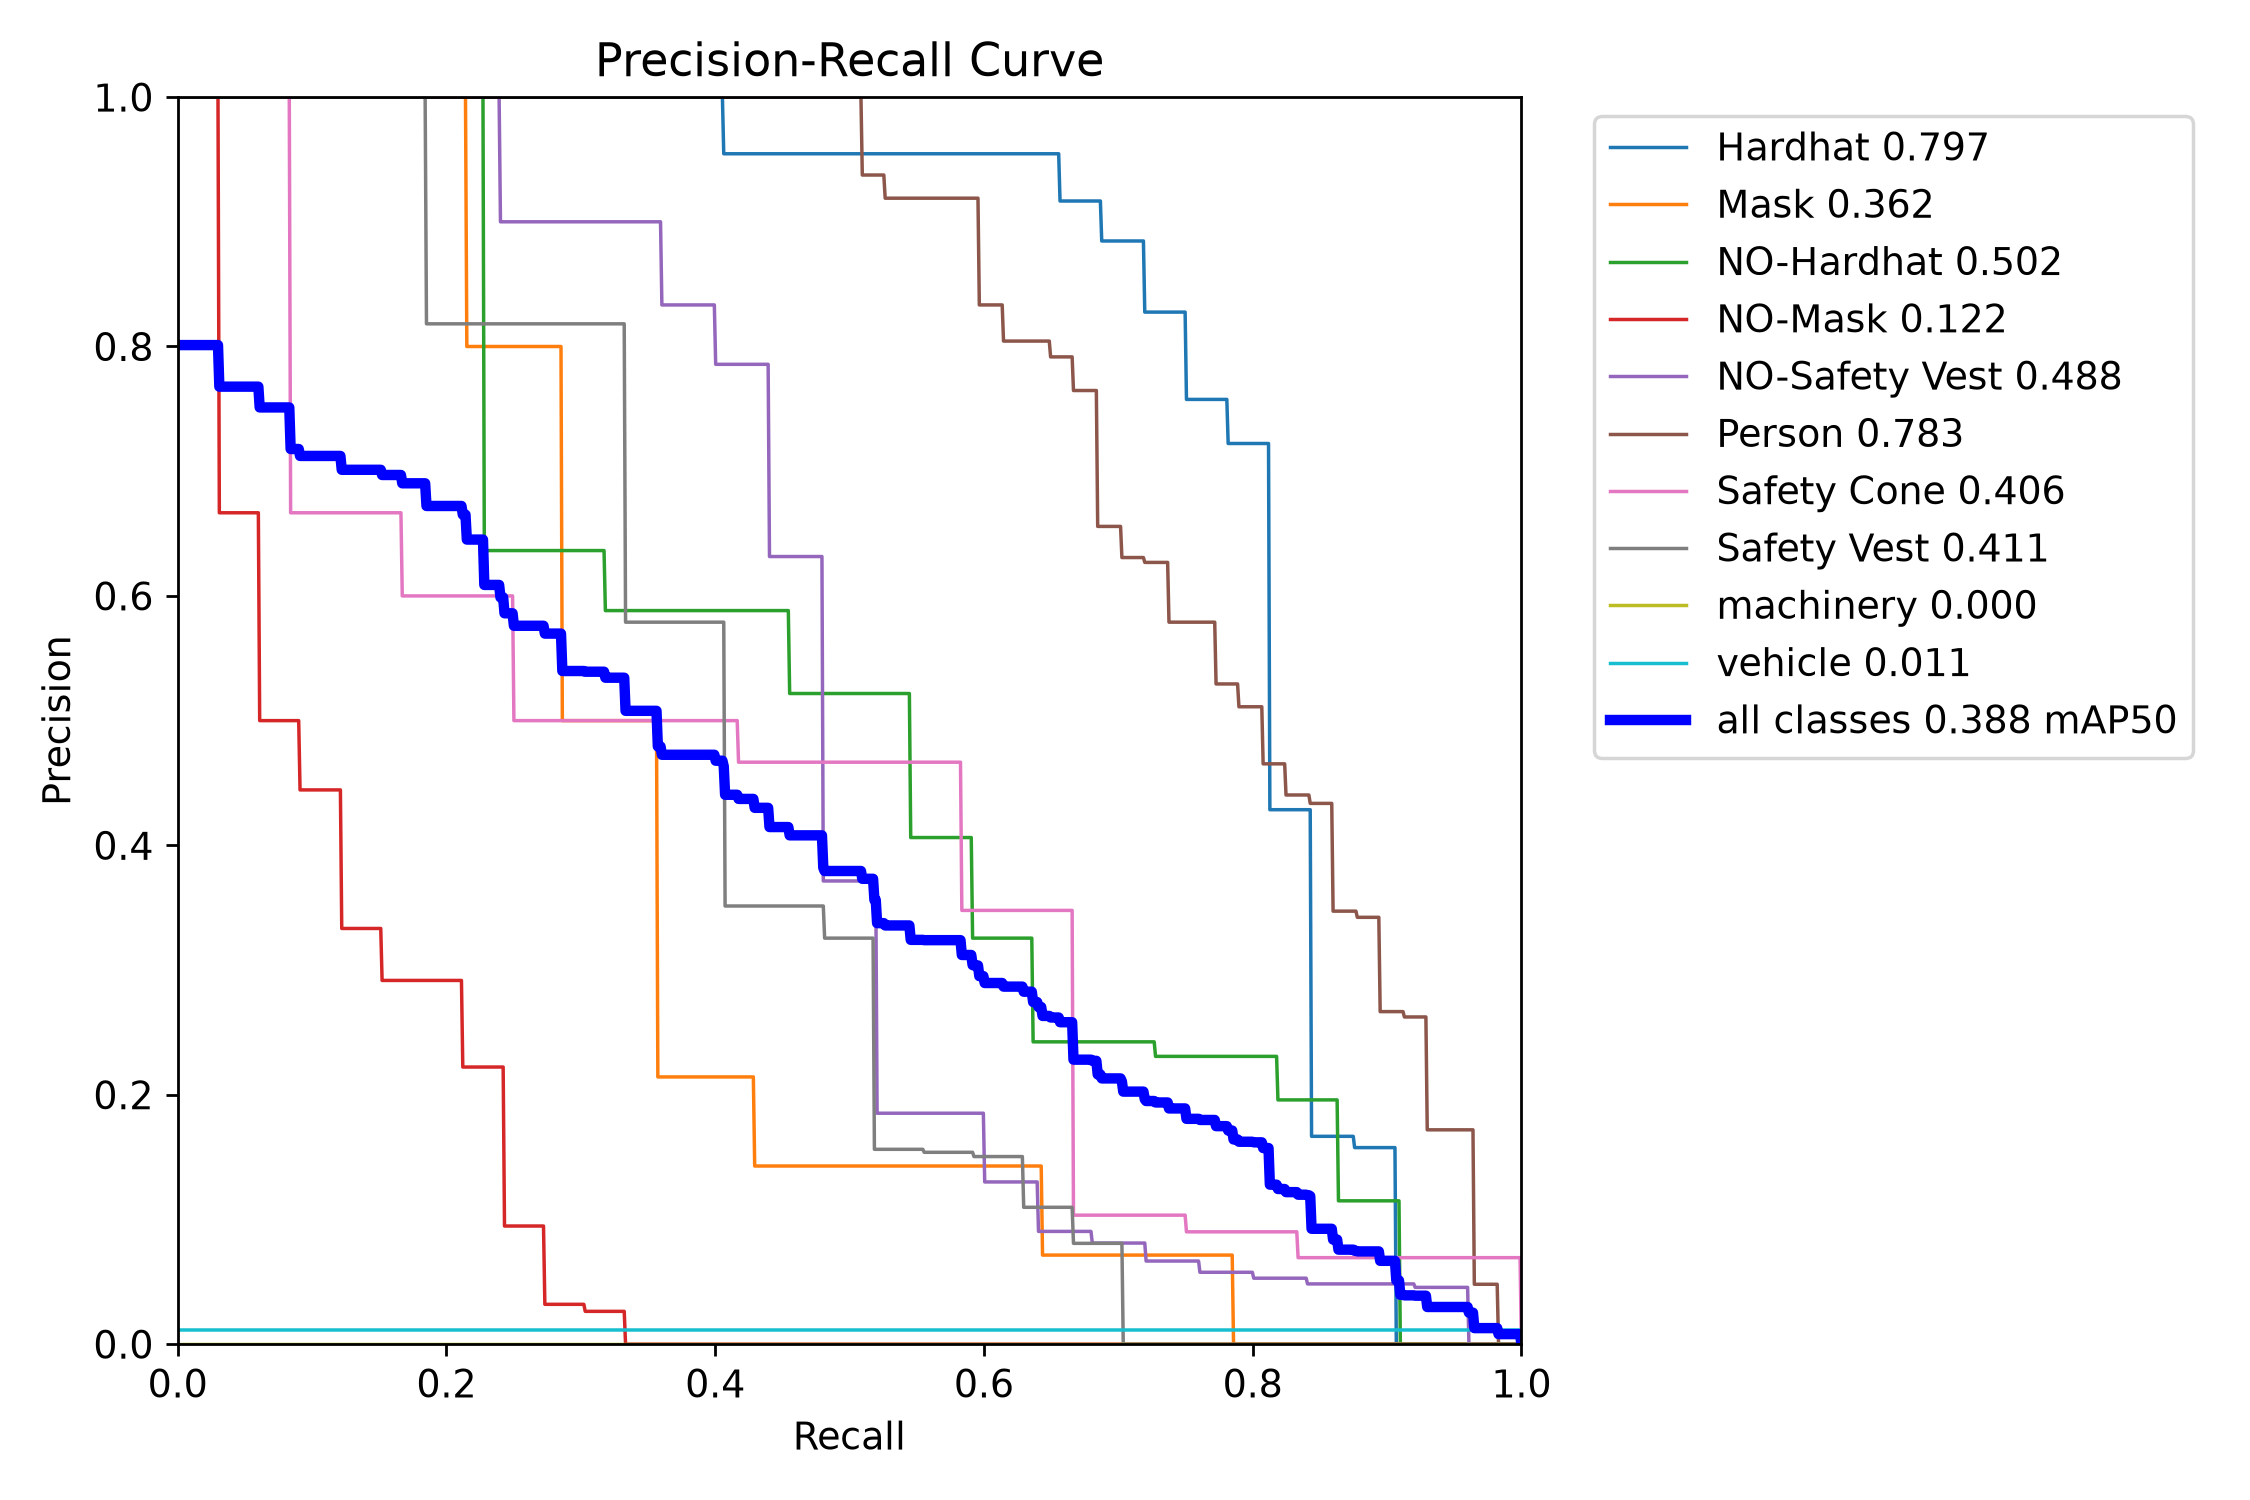 Precision-Recall Curve
1.0
0.8
0.6
0.4
0.2
0.0
Precision
0.0 0.2 0.4 0.6 0.8 1.0
Recall
Hardhat 0.797
Mask 0.362
NO-Hardhat 0.502
NO-Mask 0.122
NO-Safety Vest 0.488
Person 0.783
Safety Cone 0.406
Safety Vest 0.411
machinery 0.000
vehicle 0.011
all classes 0.388 mAP50